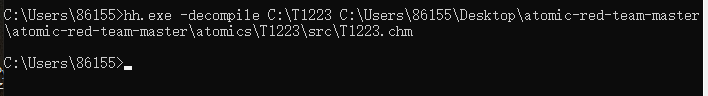 C:\Users\86155>hh.exe -decompile C:\T1223 C:\Users\86155\Desktop\atomic-red-team-master
\atomic-red-team-master\atomics\T1223\src\T1223.chm
C:\Users\86155>